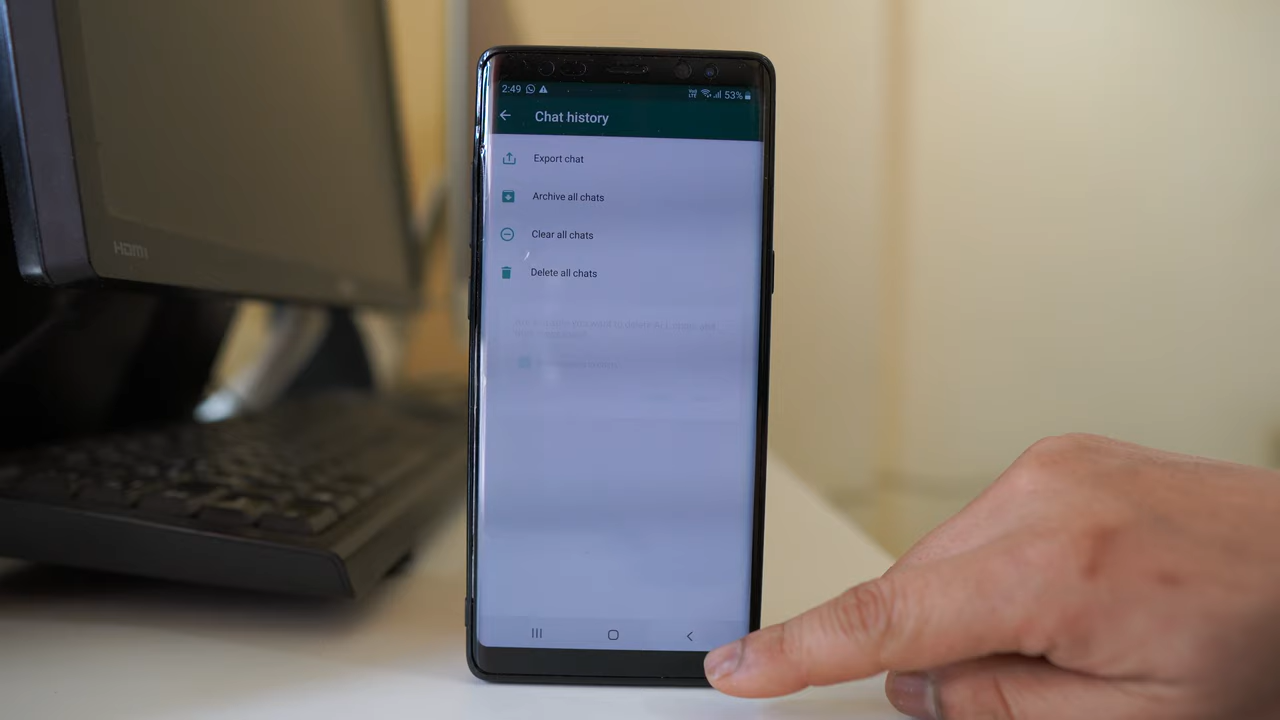 2:49 53%
Chat history
Export chat
Archive all chats
Clear all chats
Delete all chats
HDMI